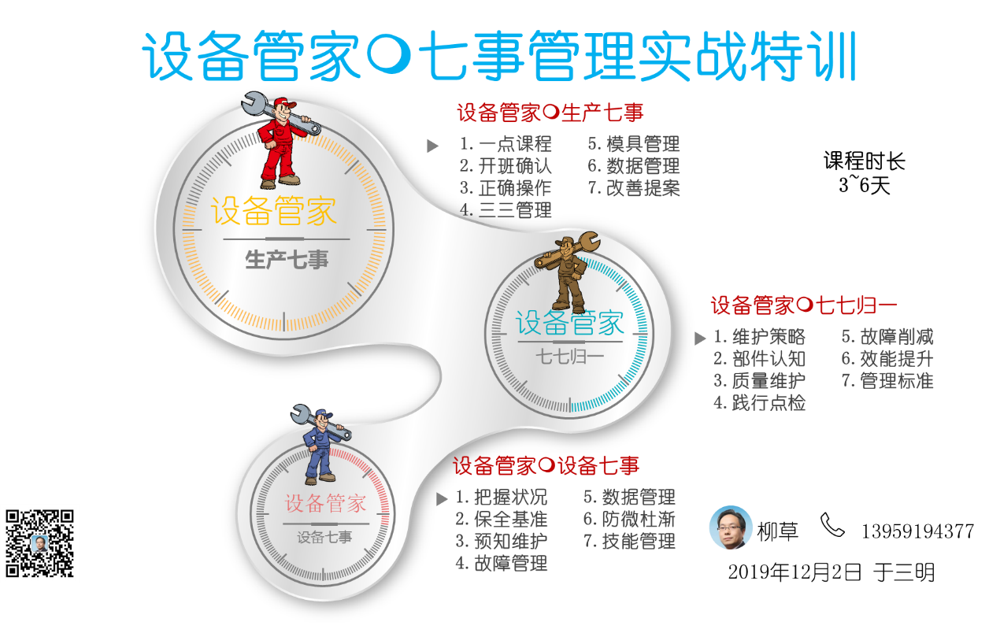 设备管家❍七事管理实战特训
设备管家❍生产七事
1. 一点课程 5. 模具管理
2. 开班确认 6. 数据管理
3. 正确操作 7. 改善提案
4. 三三管理
课程时长
3~6天
设备管家
生产七事
设备管家❍七七归一
1. 维护策略 5. 故障削减
2. 部件认知 6. 效能提升
3. 质量维护 7. 管理标准
4. 践行点检
设备管家
七七归一
设备管家❍设备七事
1. 把握状况 5. 数据管理
2. 保全基准 6. 防微杜渐
3. 预知维护 7. 技能管理
4. 故障管理
设备管家
设备七事
柳草 13959194377
2019年12月2日 于三明